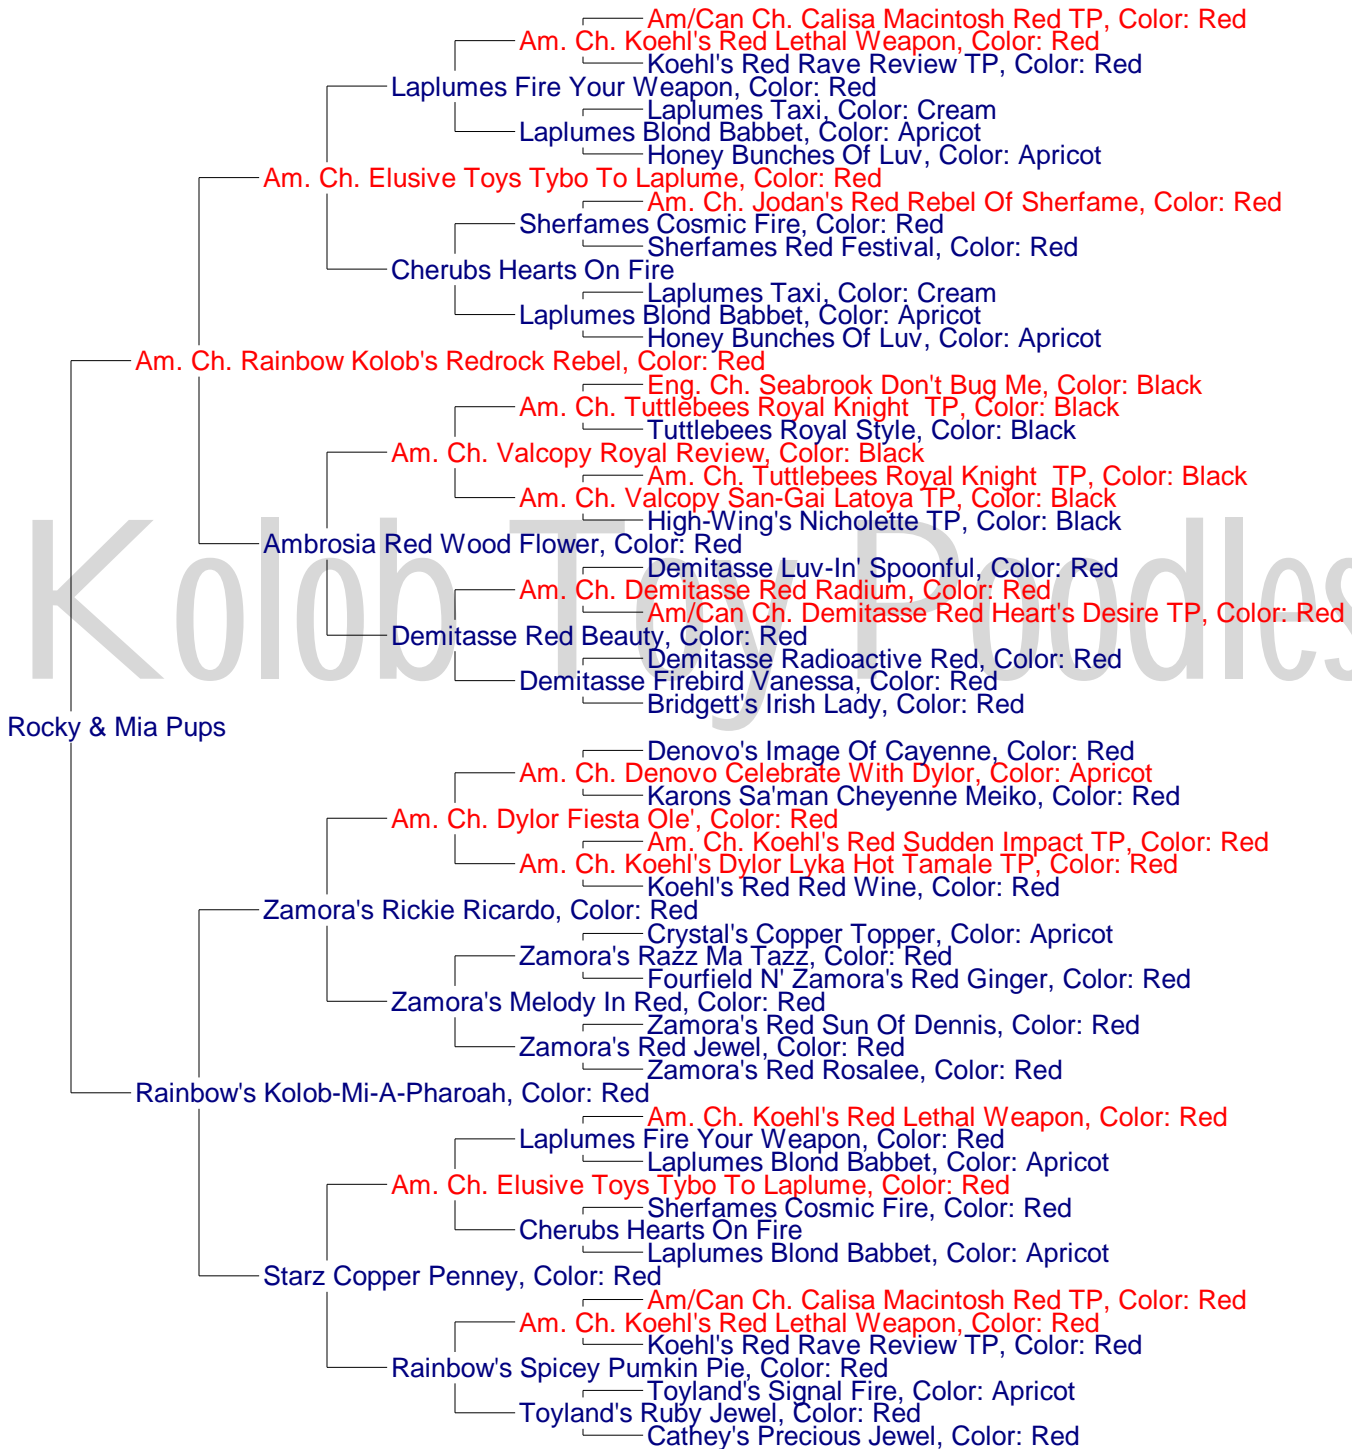 Am/Can Ch. Calisa Macintosh Red TP, Color: Red
Am. Ch. Koehl's Red Lethal Weapon, Color: Red
Koehl's Red Rave Review TP, Color: Red
Laplumes Fire Your Weapon, Color: Red
Laplumes Taxi, Color: Cream
Laplumes Blond Babbet, Color: Apricot
Honey Bunches Of Luv, Color: Apricot
Am. Ch. Elusive Toys Tybo To Laplume, Color: Red
Am. Ch. Jodan's Red Rebel Of Sherfame, Color: Red
Sherfames Cosmic Fire, Color: Red
Sherfames Red Festival, Color: Red
Cherubs Hearts On Fire
Laplumes Taxi, Color: Cream
Laplumes Blond Babbet, Color: Apricot
Honey Bunches Of Luv, Color: Apricot
Am. Ch. Rainbow Kolob's Redrock Rebel, Color: Red
Eng. Ch. Seabrook Don't Bug Me, Color: Black
Am. Ch. Tuttlebees Royal Knight  TP, Color: Black
Tuttlebees Royal Style, Color: Black
Am. Ch. Valcopy Royal Review, Color: Black
Am. Ch. Tuttlebees Royal Knight  TP, Color: Black
Am. Ch. Valcopy San-Gai Latoya TP, Color: Black
High-Wing's Nicholette TP, Color: Black
Ambrosia Red Wood Flower, Color: Red
Demitasse Luv-In' Spoonful, Color: Red
Am. Ch. Demitasse Red Radium, Color: Red
Am/Can Ch. Demitasse Red Heart's Desire TP, Color: Red
Kolob Toy Poodles
Demitasse Red Beauty, Color: Red
Demitasse Radioactive Red, Color: Red
Demitasse Firebird Vanessa, Color: Red
Bridgett's Irish Lady, Color: Red
Rocky & Mia Pups
Denovo's Image Of Cayenne, Color: Red
Am. Ch. Denovo Celebrate With Dylor, Color: Apricot
Karons Sa'man Cheyenne Meiko, Color: Red
Am. Ch. Dylor Fiesta Ole', Color: Red
Am. Ch. Koehl's Red Sudden Impact TP, Color: Red
Am. Ch. Koehl's Dylor Lyka Hot Tamale TP, Color: Red
Koehl's Red Red Wine, Color: Red
Zamora's Rickie Ricardo, Color: Red
Crystal's Copper Topper, Color: Apricot
Zamora's Razz Ma Tazz, Color: Red
Fourfield N' Zamora's Red Ginger, Color: Red
Zamora's Melody In Red, Color: Red
Zamora's Red Sun Of Dennis, Color: Red
Zamora's Red Jewel, Color: Red
Zamora's Red Rosalee, Color: Red
Rainbow's Kolob-Mi-A-Pharoah, Color: Red
Am. Ch. Koehl's Red Lethal Weapon, Color: Red
Laplumes Fire Your Weapon, Color: Red
Laplumes Blond Babbet, Color: Apricot
Am. Ch. Elusive Toys Tybo To Laplume, Color: Red
Sherfames Cosmic Fire, Color: Red
Cherubs Hearts On Fire
Laplumes Blond Babbet, Color: Apricot
Starz Copper Penney, Color: Red
Am/Can Ch. Calisa Macintosh Red TP, Color: Red
Am. Ch. Koehl's Red Lethal Weapon, Color: Red
Koehl's Red Rave Review TP, Color: Red
Rainbow's Spicey Pumkin Pie, Color: Red
Toyland's Signal Fire, Color: Apricot
Toyland's Ruby Jewel, Color: Red
Cathey's Precious Jewel, Color: Red